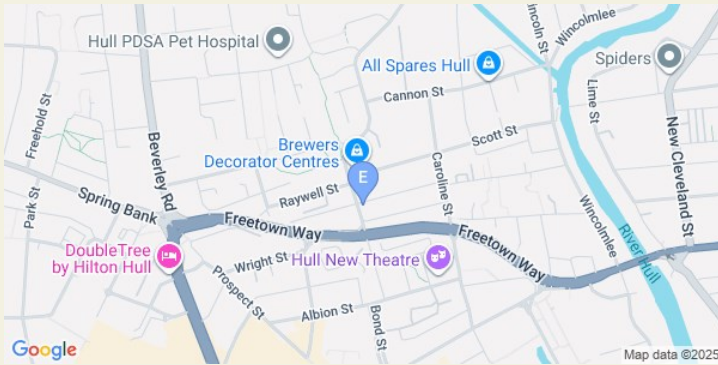 Hull PDSA Pet Hospital
Lincoln St
Wincolmlee
Spiders
All Spares Hull
Cannon St
Lime St
Freehold St
Beverley Rd
Brewers
Decorator Centres
Scott St
Caroline St
New Cleveland St
E
Park St
Spring Bank
Raywell St
Freetown Way
Wincolmlee
River Hull
DoubleTree
by Hilton Hull
Wright St
Hull New Theatre
Freetown Way
Prospect St
Albion St
Bond St
Google
Map data ©2025